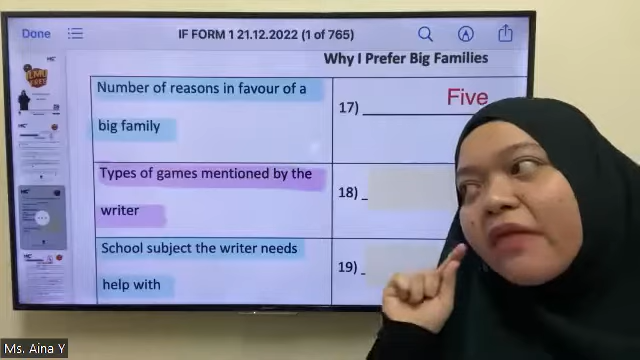 Done
IF FORM 1 21.12.2022 (1 of 765)
Why I Prefer Big Families
Number of reasons in favour of a
big family
17)
Five
Types of games mentioned by the
writer
18)
School subject the writer needs
help with
19)
Ms. Aina Y